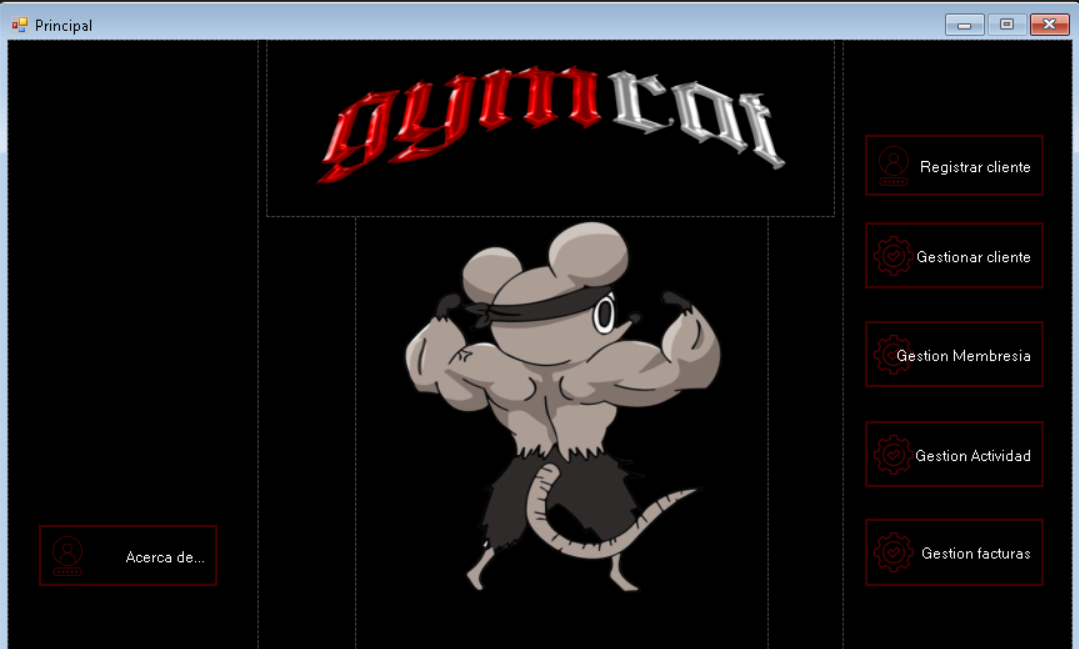 Principal
gymrat
Registrar cliente
Gestionar cliente
Gestion Membresia
Gestion Actividad
Acerca de...
Gestion facturas